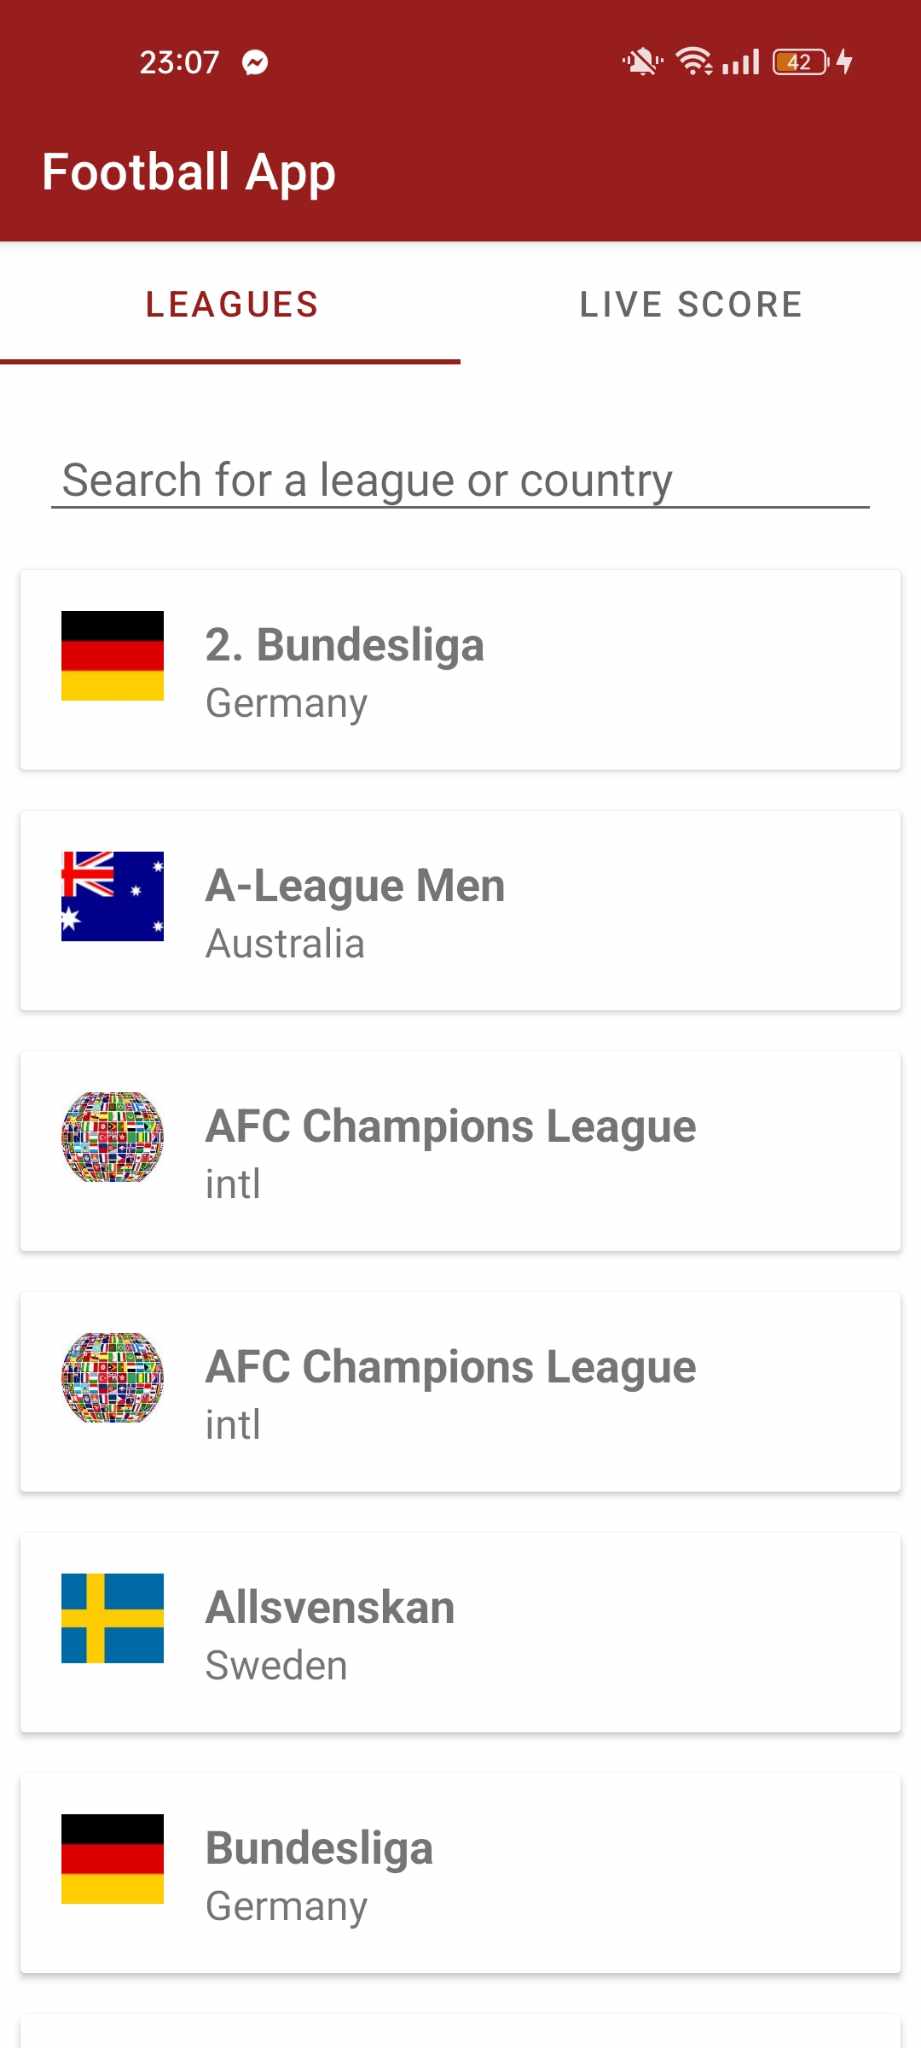 23:07
42
Football App
LEAGUES
LIVE SCORE
Search for a league or country
2. Bundesliga
Germany
A-League Men
Australia
AFC Champions League
intl
AFC Champions League
intl
Allsvenskan
Sweden
Bundesliga
Germany